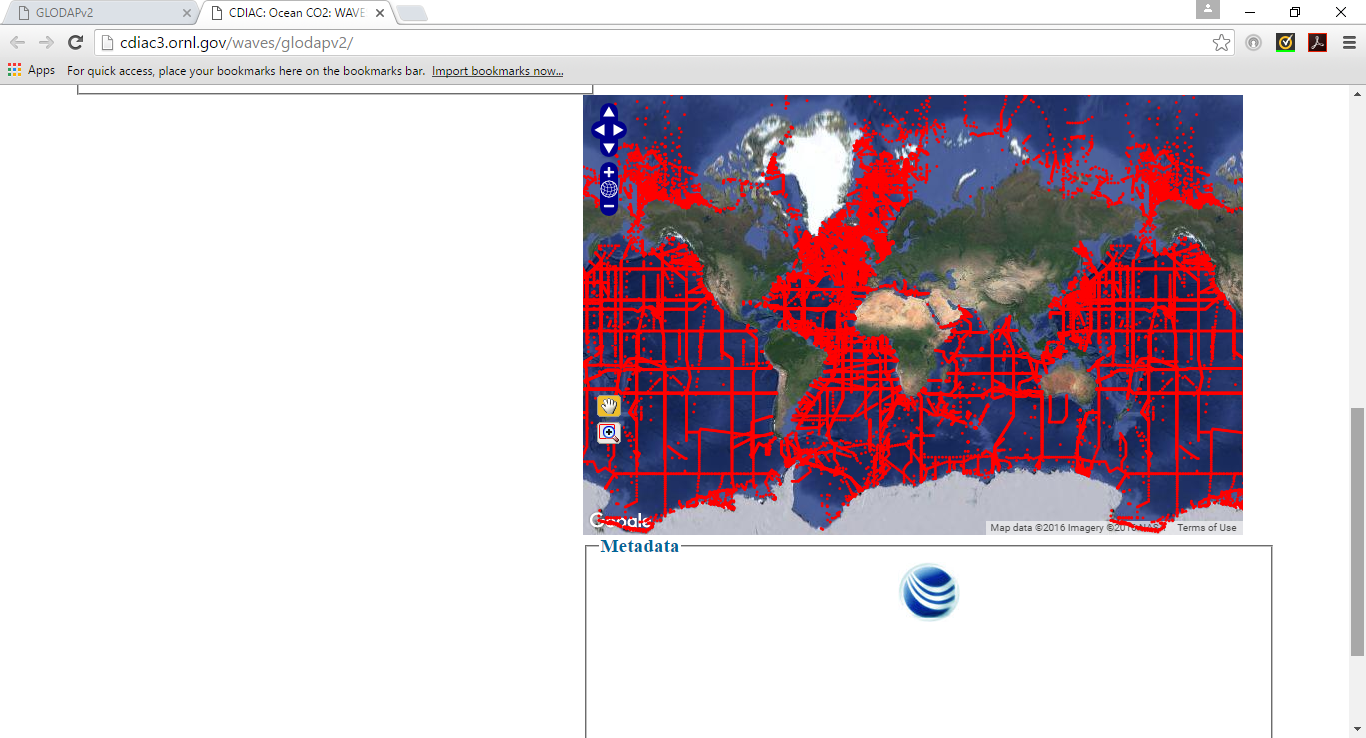 GLODAPv2
CDIAC: Ocean CO2: WAVE
cdiac3.ornl.gov/waves/glodapv2/
Apps For quick access, place your bookmarks here on the bookmarks bar. Import bookmarks now...
Google
Map data ©2016 Imagery ©2016 NASA Terms of Use
Metadata